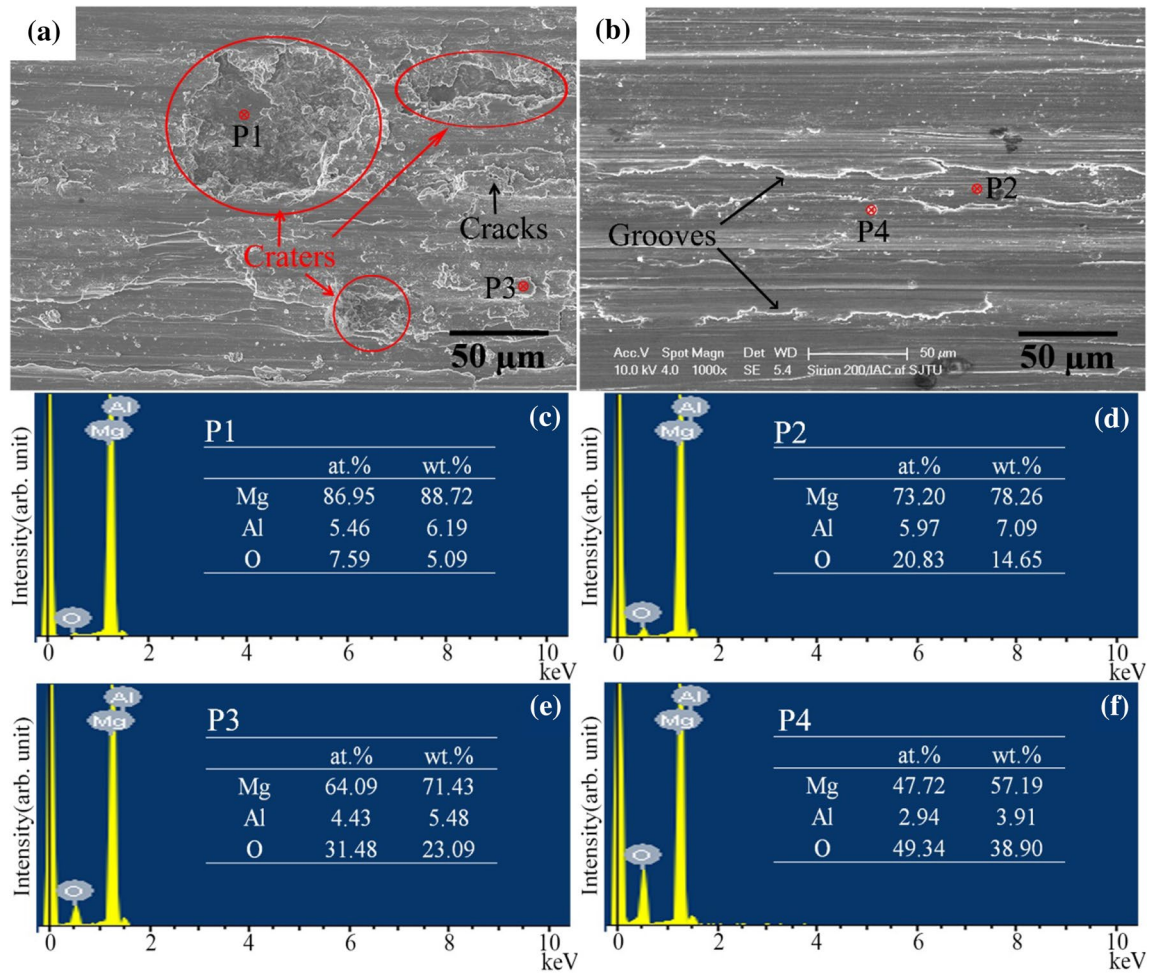 (a)
P1
Cracks
Craters
P3
50 µm
(b)
P2
P4
Grooves
Acc.V Spot Magn Det WD 50 µm
10.0 kV 4.0 1000x SE 5.4 Sirion 200/IAC of SJTU
50 µm
(c)
Intensity(arb. unit)
Al
Mg
O
P1
at.% wt.%
Mg 86.95 88.72
Al 5.46 6.19
O 7.59 5.09
0 2 4 6 8 10
keV
(d)
Intensity(arb. unit)
Al
Mg
O
P2
at.% wt.%
Mg 73.20 78.26
Al 5.97 7.09
O 20.83 14.65
0 2 4 6 8 10
keV
(e)
Intensity(arb. unit)
Al
Mg
O
P3
at.% wt.%
Mg 64.09 71.43
Al 4.43 5.48
O 31.48 23.09
0 2 4 6 8 10
keV
(f)
Intensity(arb. unit)
Al
Mg
O
P4
at.% wt.%
Mg 47.72 57.19
Al 2.94 3.91
O 49.34 38.90
0 2 4 6 8 10
keV